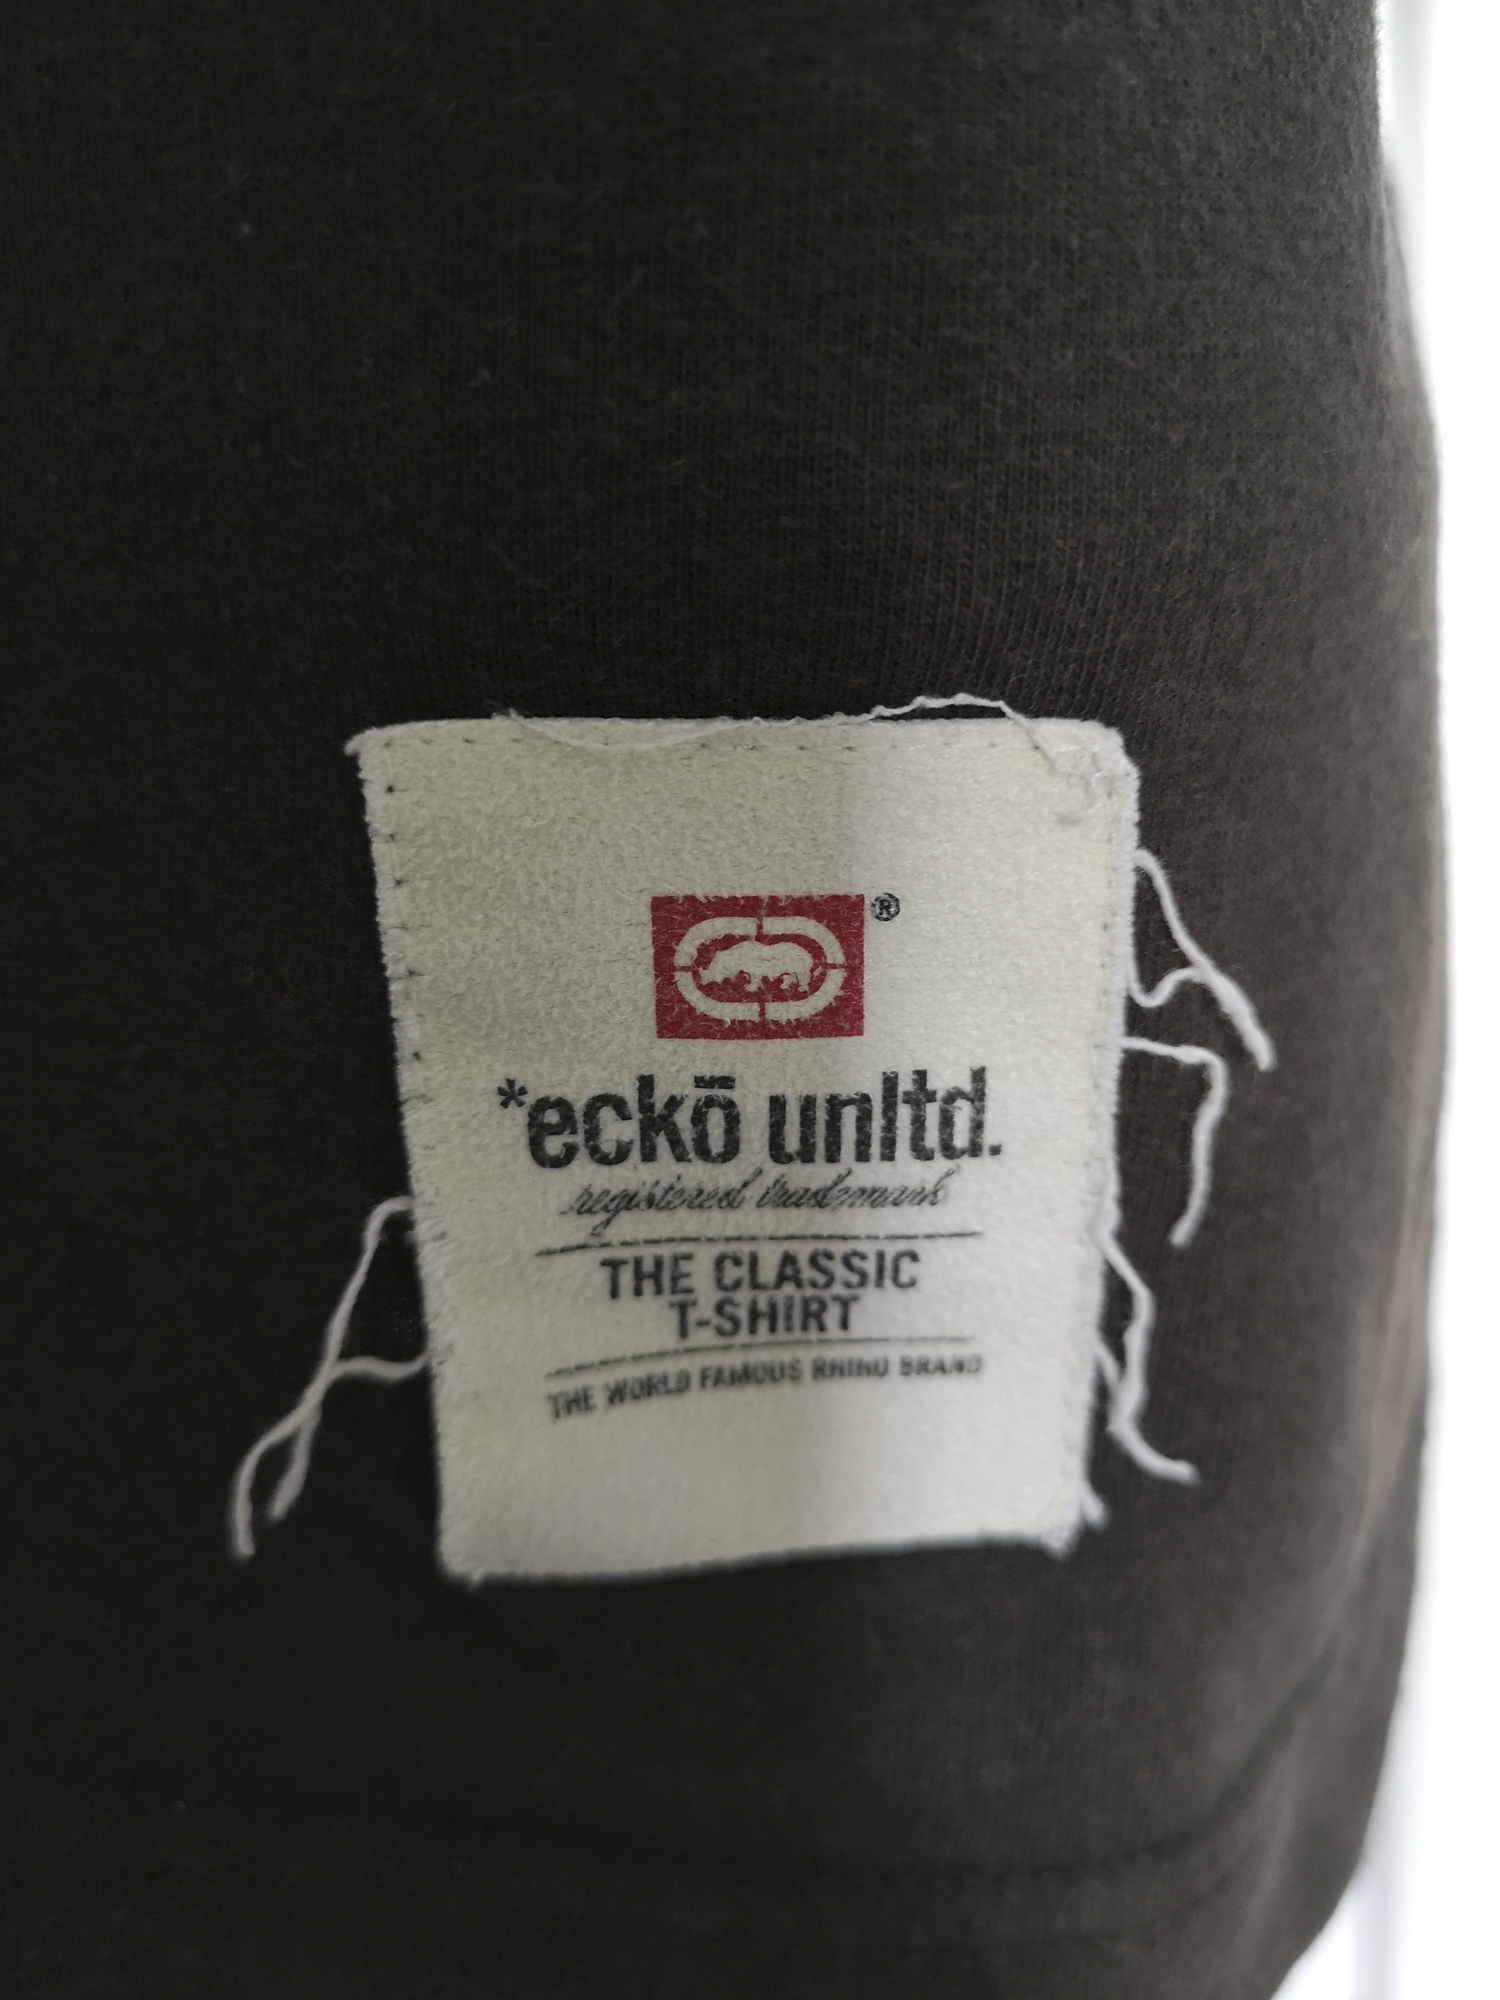 ®
*eckō unltd.
registered trademark
THE CLASSIC
T-SHIRT
THE WORLD FAMOUS RHINO BRAND